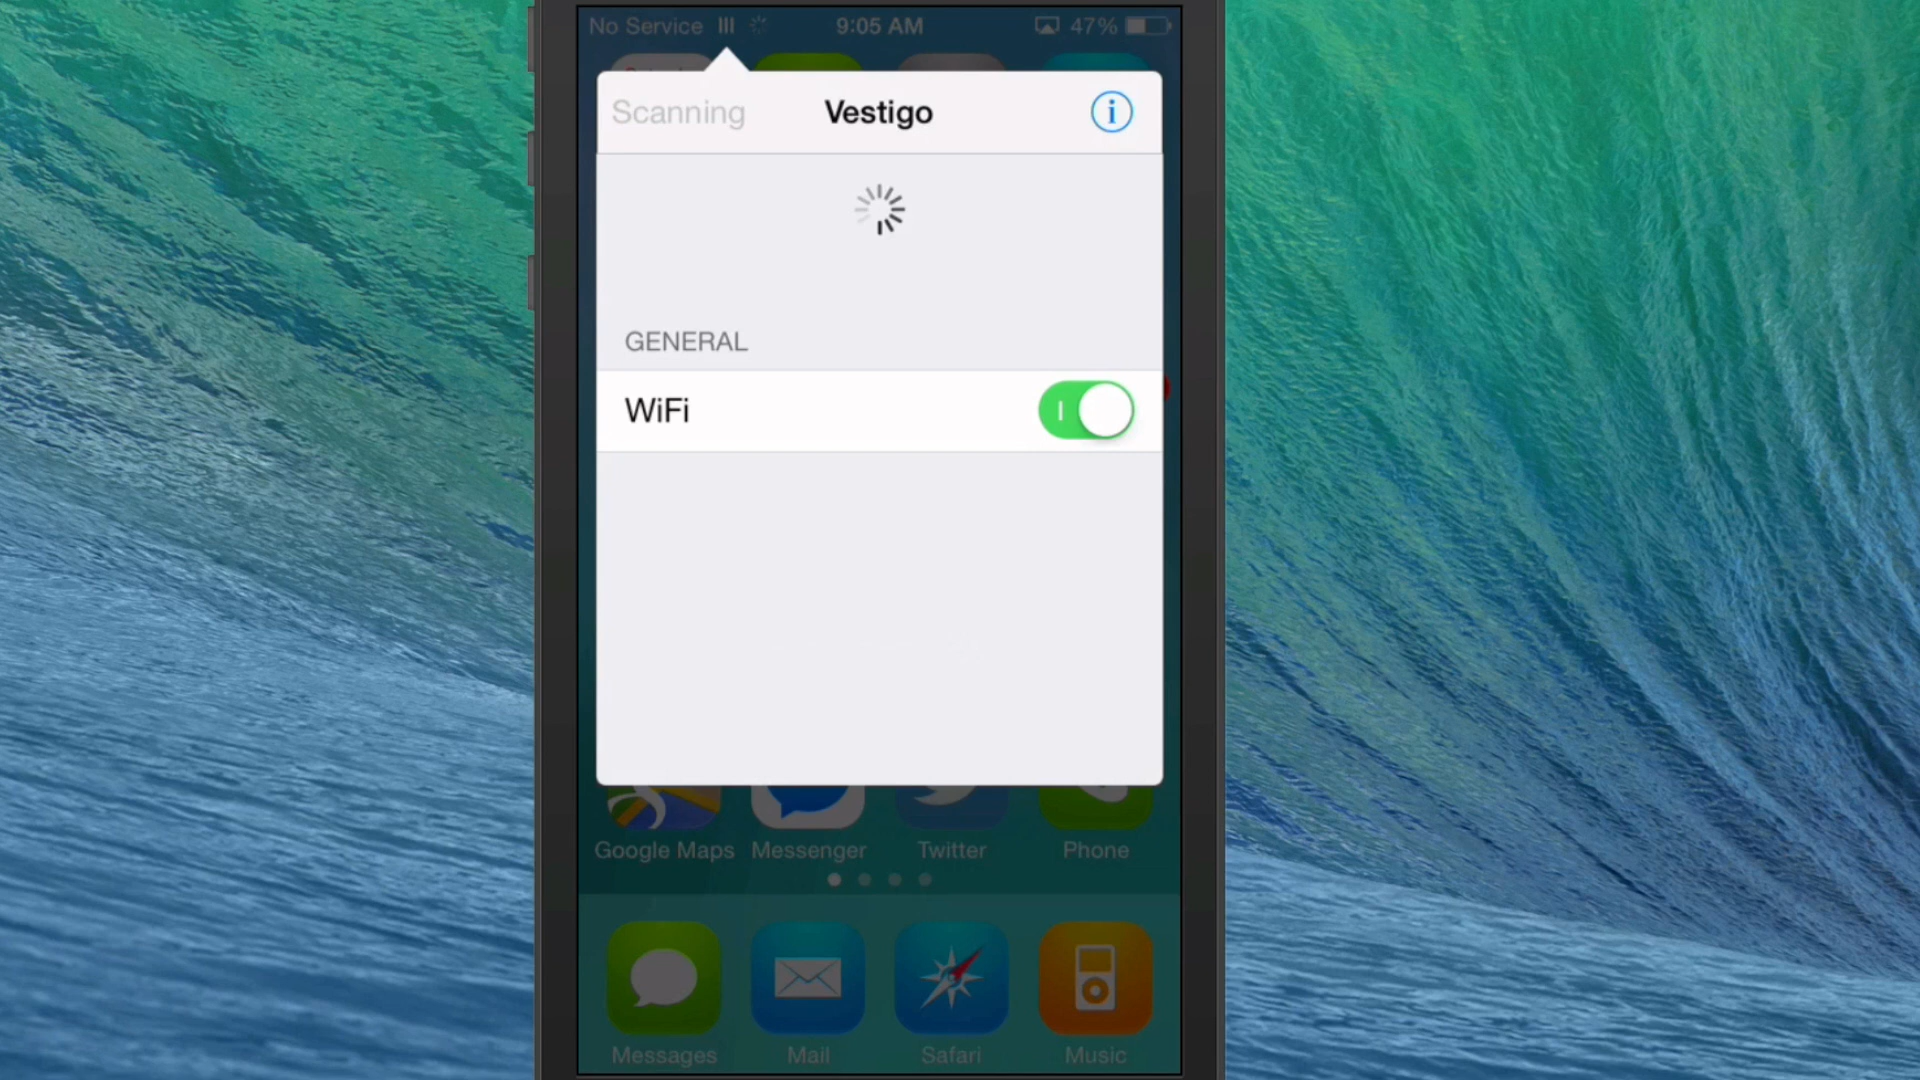 No Service 9:05 AM 47%
Scanning Vestigo i
GENERAL
WiFi
Google Maps Messenger Twitter Phone
Messages Mail Safari Music